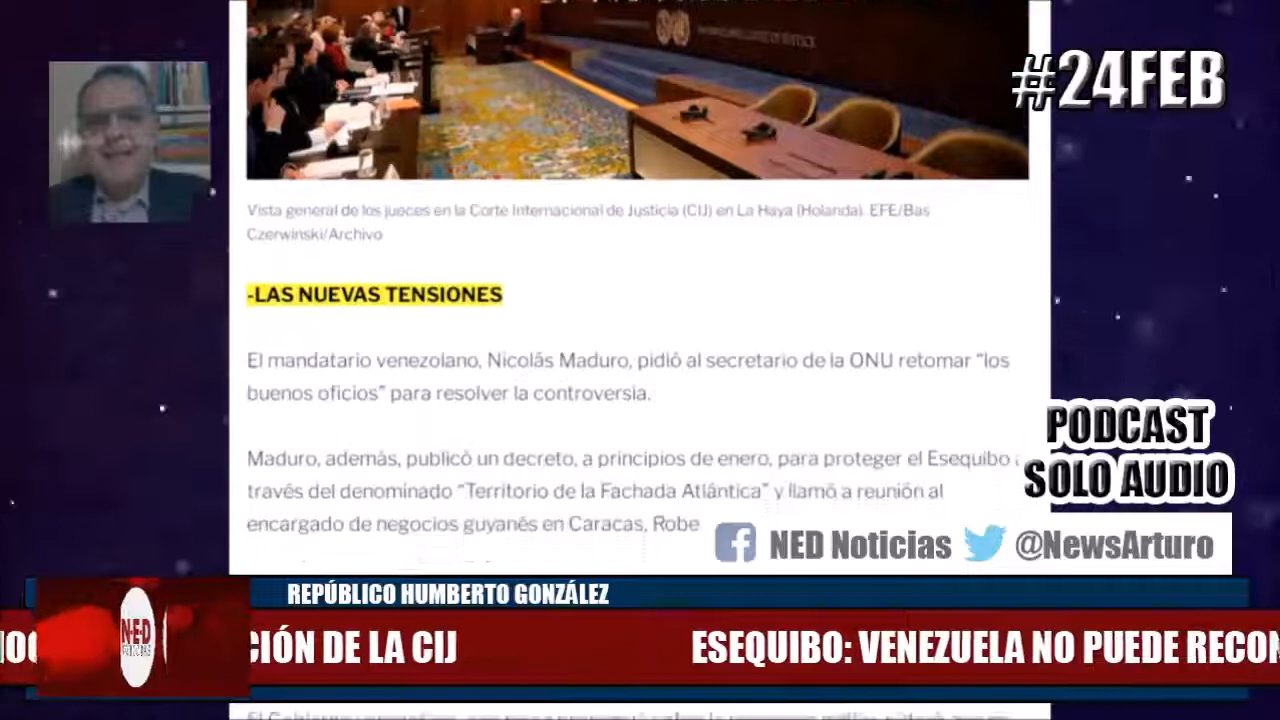 #24FEB
Vista general de los jueces en la Corte Internacional de Justicia (CIJ) en La Haya (Holanda). EFE/Bas
Czerwinski/Archivo
-LAS NUEVAS TENSIONES
El mandatario venezolano, Nicolás Maduro, pidió al secretario de la ONU retomar “los
buenos oficios” para resolver la controversia.
Maduro, además, publicó un decreto, a principios de enero, para proteger el Esequibo a
través del denominado “Territorio de la Fachada Atlántica” y llamó a reunión al
encargado de negocios guyanés en Caracas, Robe
PODCAST
SOLO AUDIO
NED Noticias @NewsArturo
REPÚBLICO HUMBERTO GONZÁLEZ
N-E-D
NOTICIAS
CIÓN DE LA CIJ ESEQUIBO: VENEZUELA NO PUEDE RECON